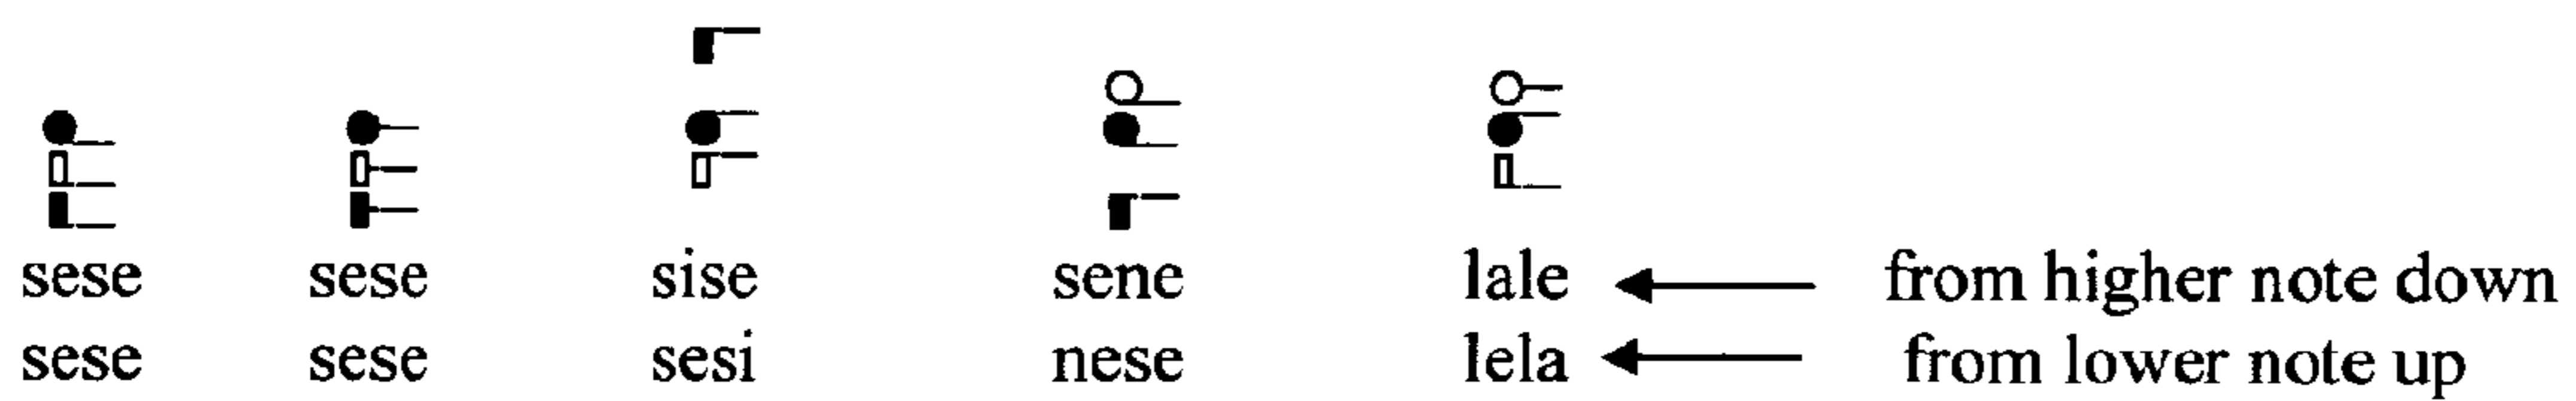 sese sese sise sene lale ← from higher note down
sese sese sesi nese lela ← from lower note up